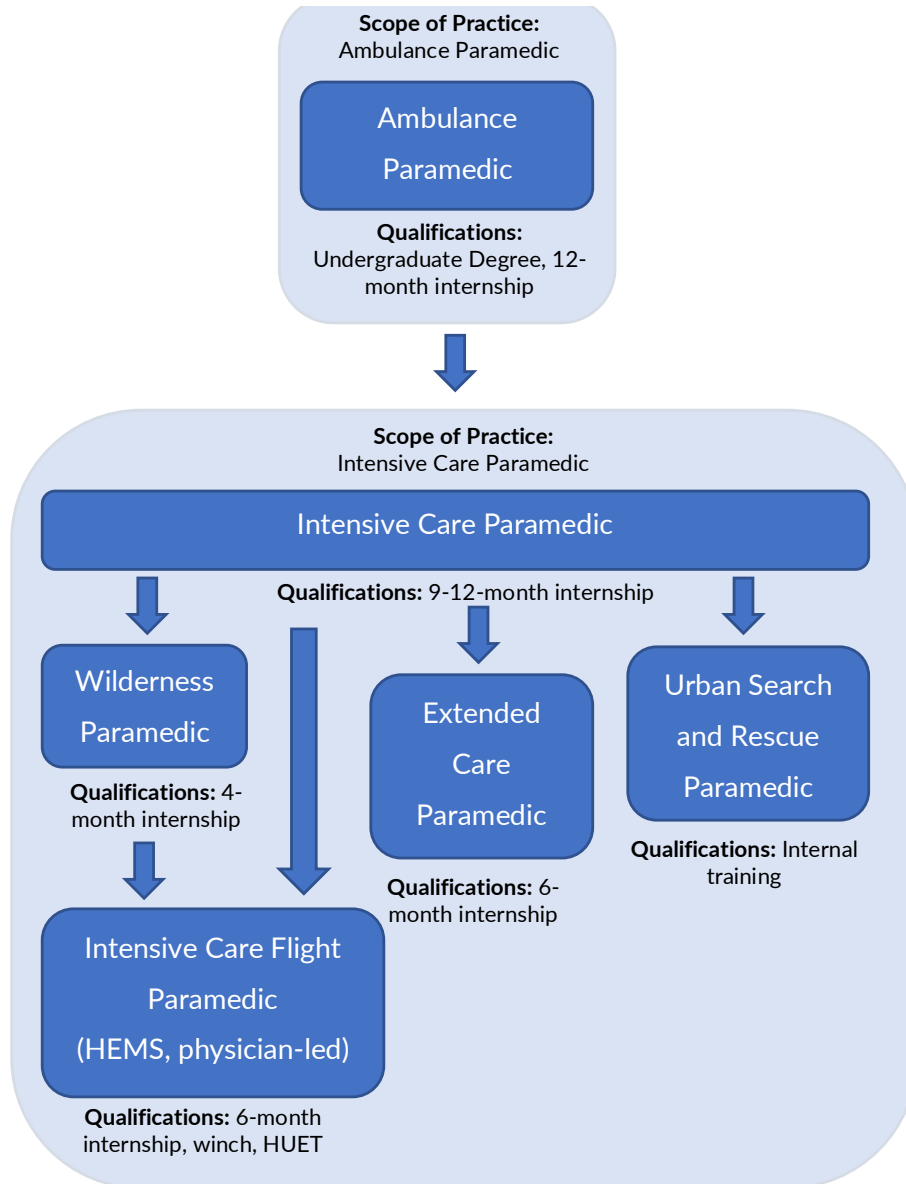 Scope of Practice:
Ambulance Paramedic
Ambulance
Paramedic
Qualifications:
Undergraduate Degree, 12-
month internship
Scope of Practice:
Intensive Care Paramedic
Intensive Care Paramedic
Qualifications: 9-12-month internship
Wilderness
Paramedic
Qualifications: 4-
month internship
Extended
Care
Paramedic
Qualifications: 6-
month internship
Urban Search
and Rescue
Paramedic
Qualifications: Internal
training
Intensive Care Flight
Paramedic
(HEMS, physician-led)
Qualifications: 6-month
internship, winch, HUET